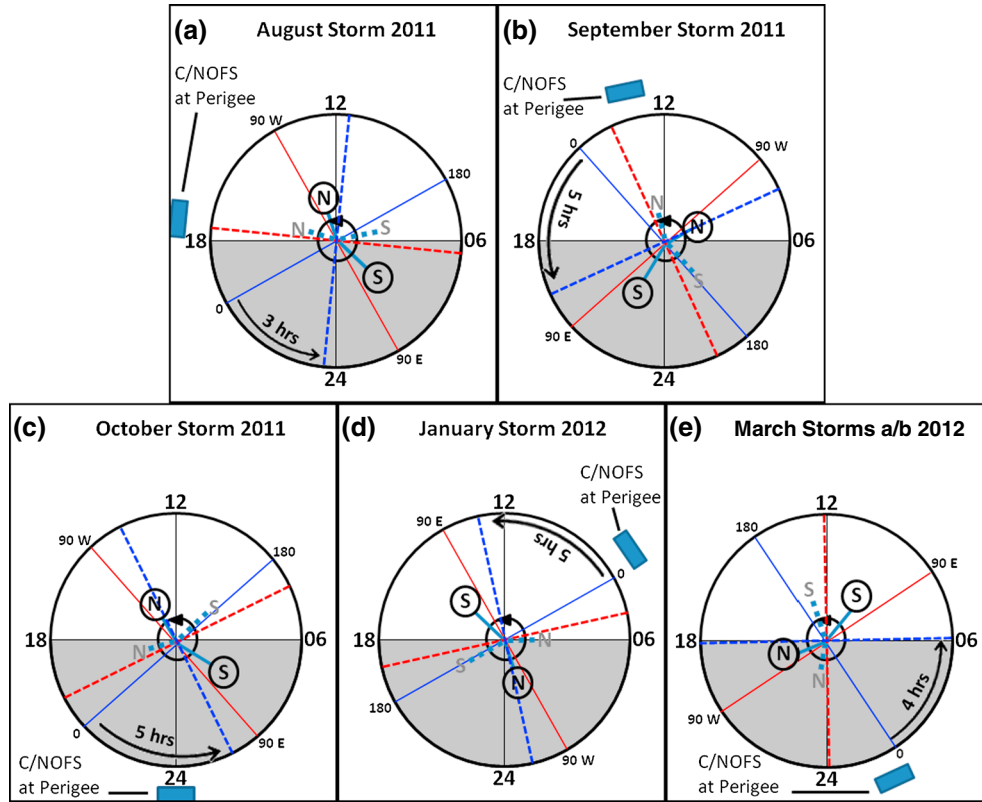 (a)
August Storm 2011
C/NOFS
at Perigee
12
90 W
180
N
N
S
18
06
S
0
3 hrs
90 E
24
(b)
September Storm 2011
C/NOFS
at Perigee
12
0
90 W
5 hrs
N
N
18
06
S
S
90 E
180
24
(c)
October Storm 2011
12
90 W
180
N
S
18
06
N
S
0
5 hrs
90 E
C/NOFS
at Perigee
24
(d)
January Storm 2012
C/NOFS
at Perigee
12
90 E
5 hrs
0
S
18
N
06
S
N
180
90 W
24
(e)
March Storms a/b 2012
12
180
90 E
S
S
18
06
N
N
90 W
4 hrs
0
C/NOFS
at Perigee
24